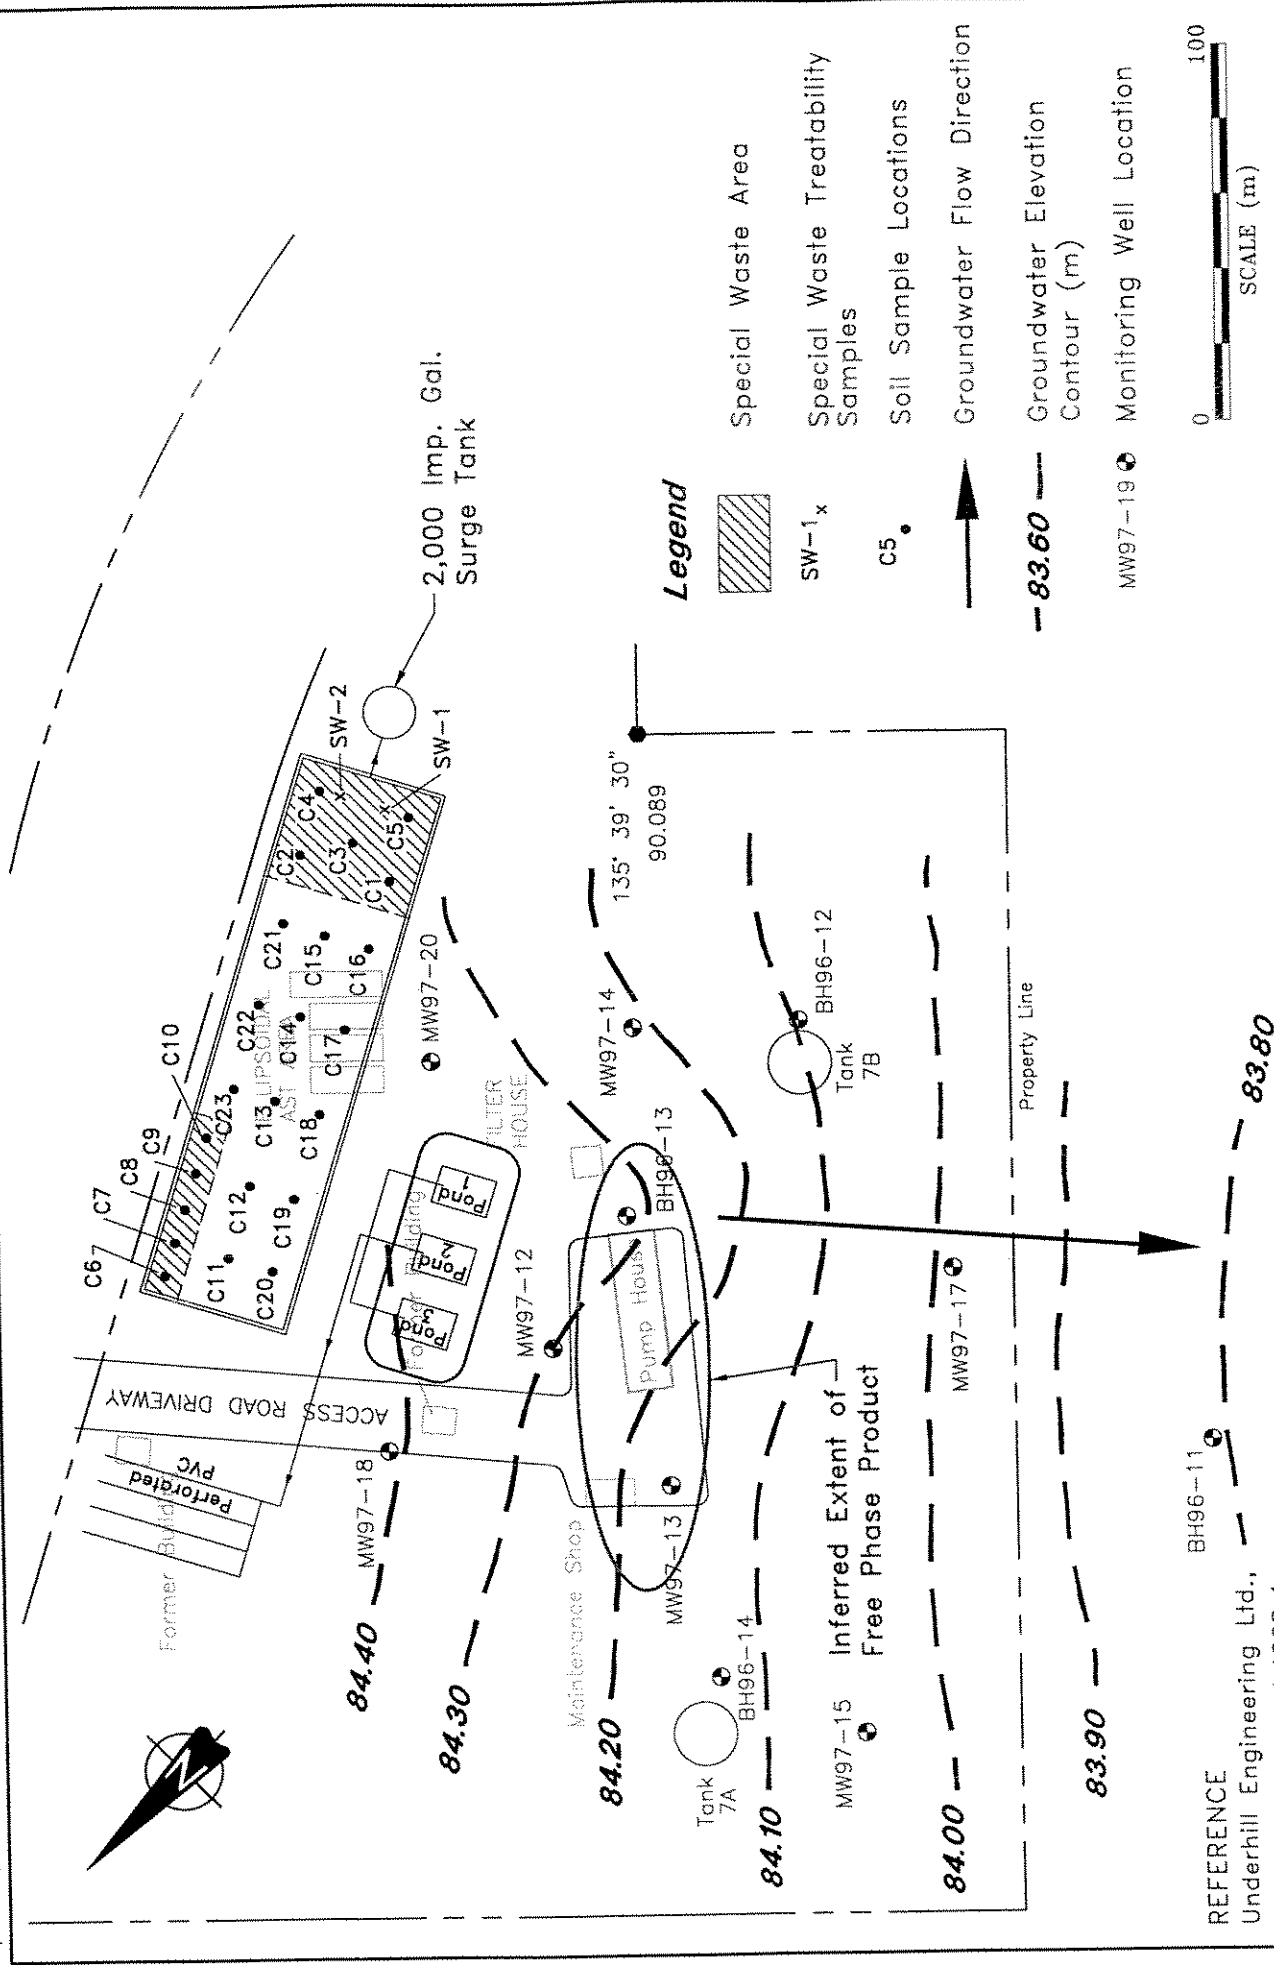 2,000 Imp. Gal.
Surge Tank
C6
C7
C8
C9
C10
C11
C12
C13
C14
C15
C16
C17
C18
C19
C20
C21
C22
C23
C1
C2
C3
C4
C5
SW-2
SW-1
AST AREA
ACCESS ROAD DRIVEWAY
Perforated
PVC
Pond
1
Pond
2
Pond
3
HOUSE
MW97-20
MW97-18
MW97-12
MW97-14
BH96-13
MW97-13
BH96-12
BH96-14
MW97-15
MW97-17
BH96-11
Maintenance Shop
Tank
7A
Tank
7B
135° 39' 30"
90.089
Inferred Extent of
Free Phase Product
Property Line
84.40
84.30
84.20
84.10
84.00
83.90
83.80
Legend
Special Waste Area
SW-1x
Special Waste Treatability
Samples
C5
Soil Sample Locations
Groundwater Flow Direction
83.60
Groundwater Elevation
Contour (m)
MW97-19
Monitoring Well Location
0
100
SCALE (m)
REFERENCE
Underhill Engineering Ltd.,